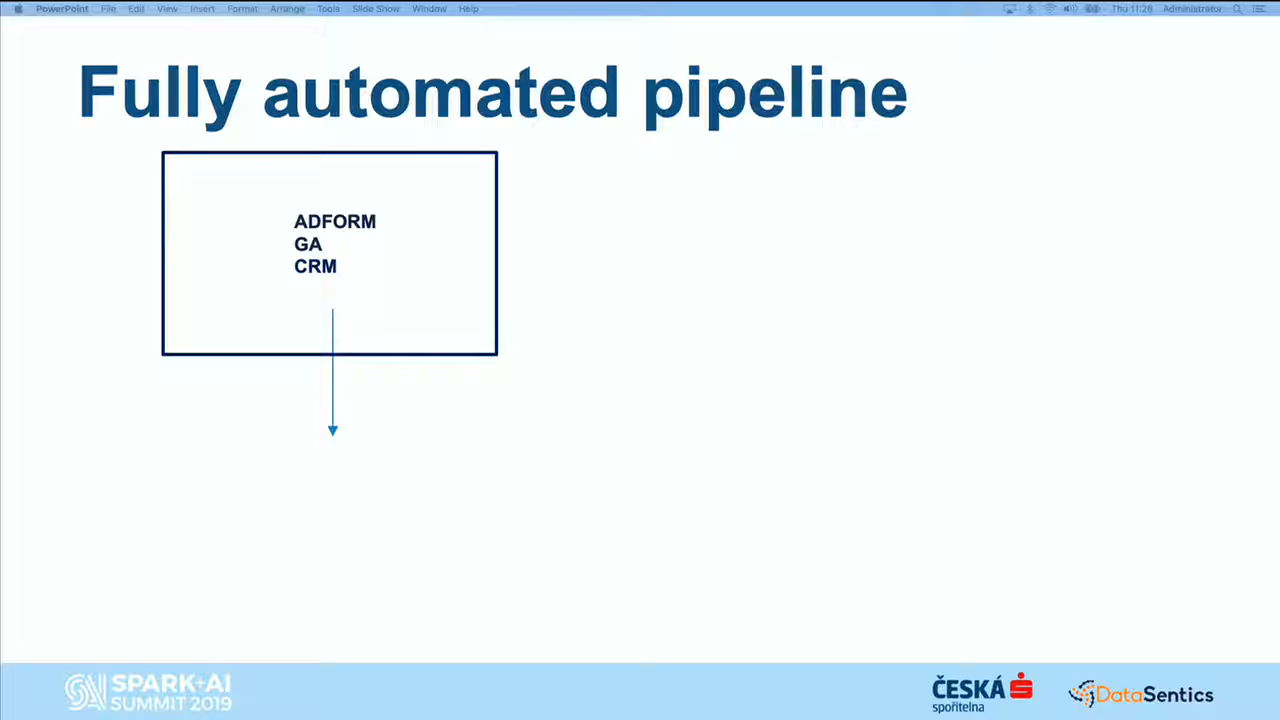 PowerPoint File Edit View Insert Format Arrange Tools Slide Show Window Help Thu 11:26 Administrator
Fully automated pipeline
ADFORM
GA
CRM
SPARK+AI
SUMMIT 2019
ČESKÁ
spořitelna
DataSentics